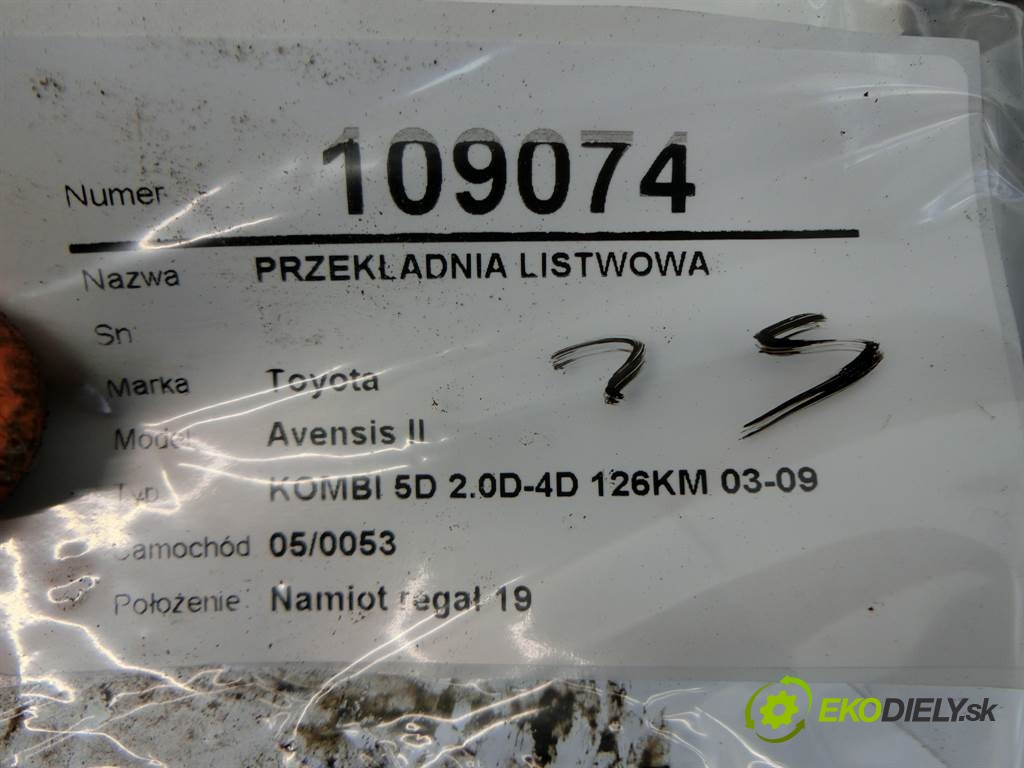 Numer 109074
Nazwa PRZEKŁADNIA LISTWOWA
Sn
Marka Toyota
Model Avensis II
Typ KOMBI 5D 2.0D-4D 126KM 03-09
Samochód 05/0053
Położenie Namiot regał 19
EKODIELY.sk